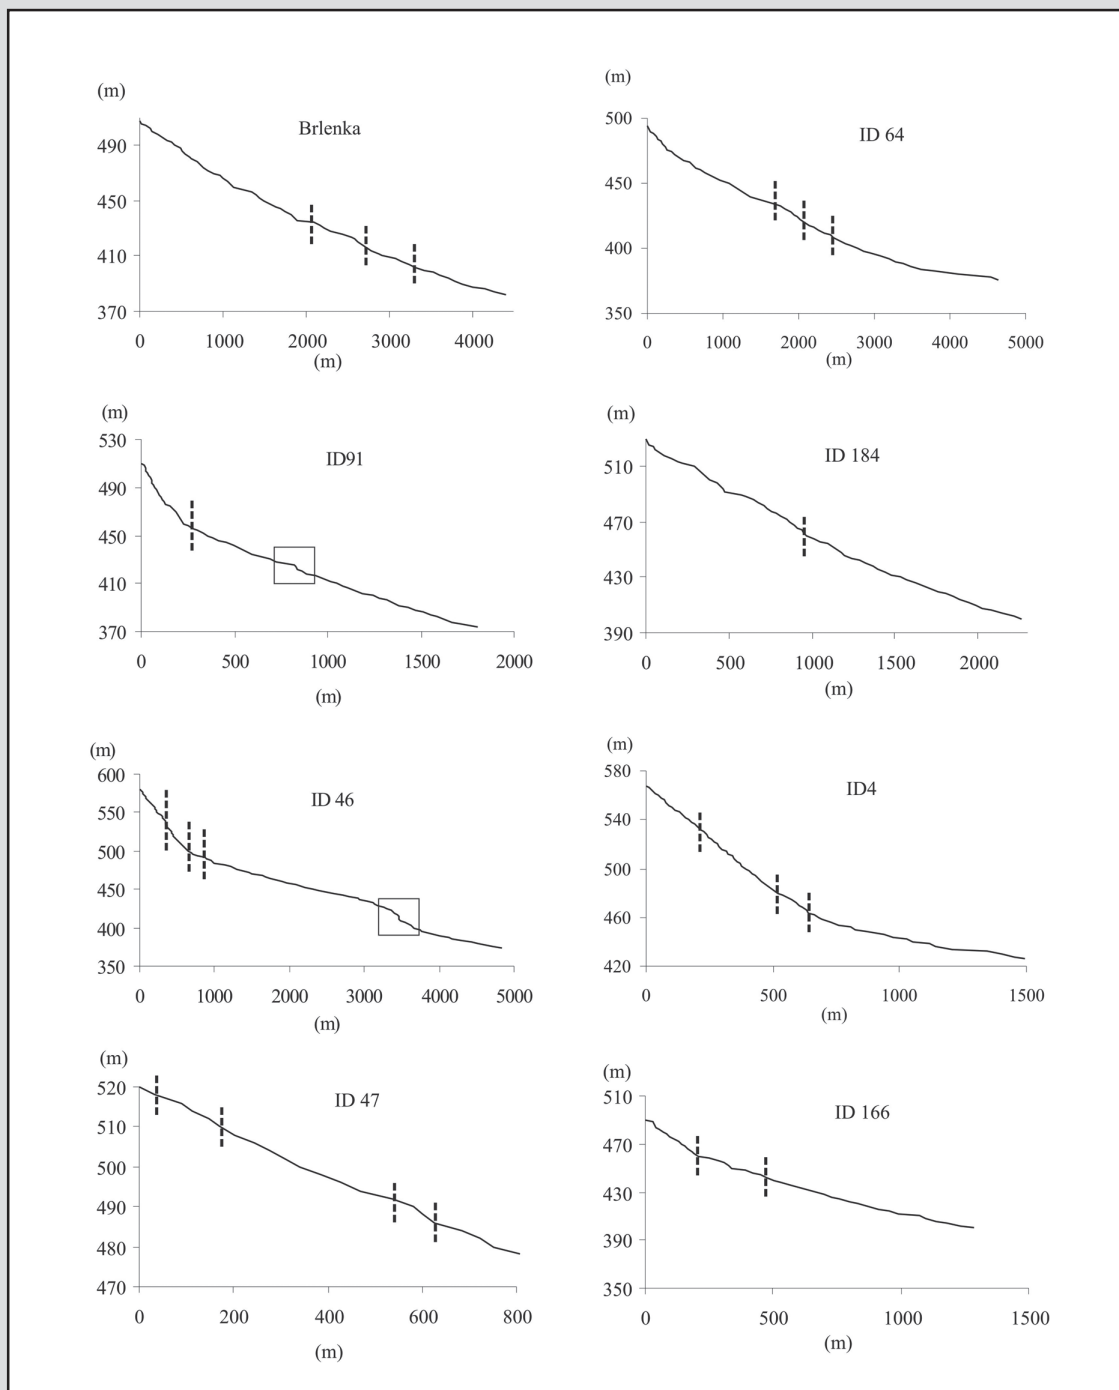 (m)
Brlenka
490
450
410
370
0 1000 2000 3000 4000
(m)
(m)
ID 64
500
450
400
350
0 1000 2000 3000 4000 5000
(m)
(m)
ID91
530
490
450
410
370
0 500 1000 1500 2000
(m)
(m)
ID 184
510
470
430
390
0 500 1000 1500 2000
(m)
(m)
ID 46
600
550
500
450
400
350
0 1000 2000 3000 4000 5000
(m)
(m)
ID4
580
540
500
460
420
0 500 1000 1500
(m)
(m)
ID 47
520
510
500
490
480
470
0 200 400 600 800
(m)
(m)
ID 166
510
470
430
390
350
0 500 1000 1500
(m)